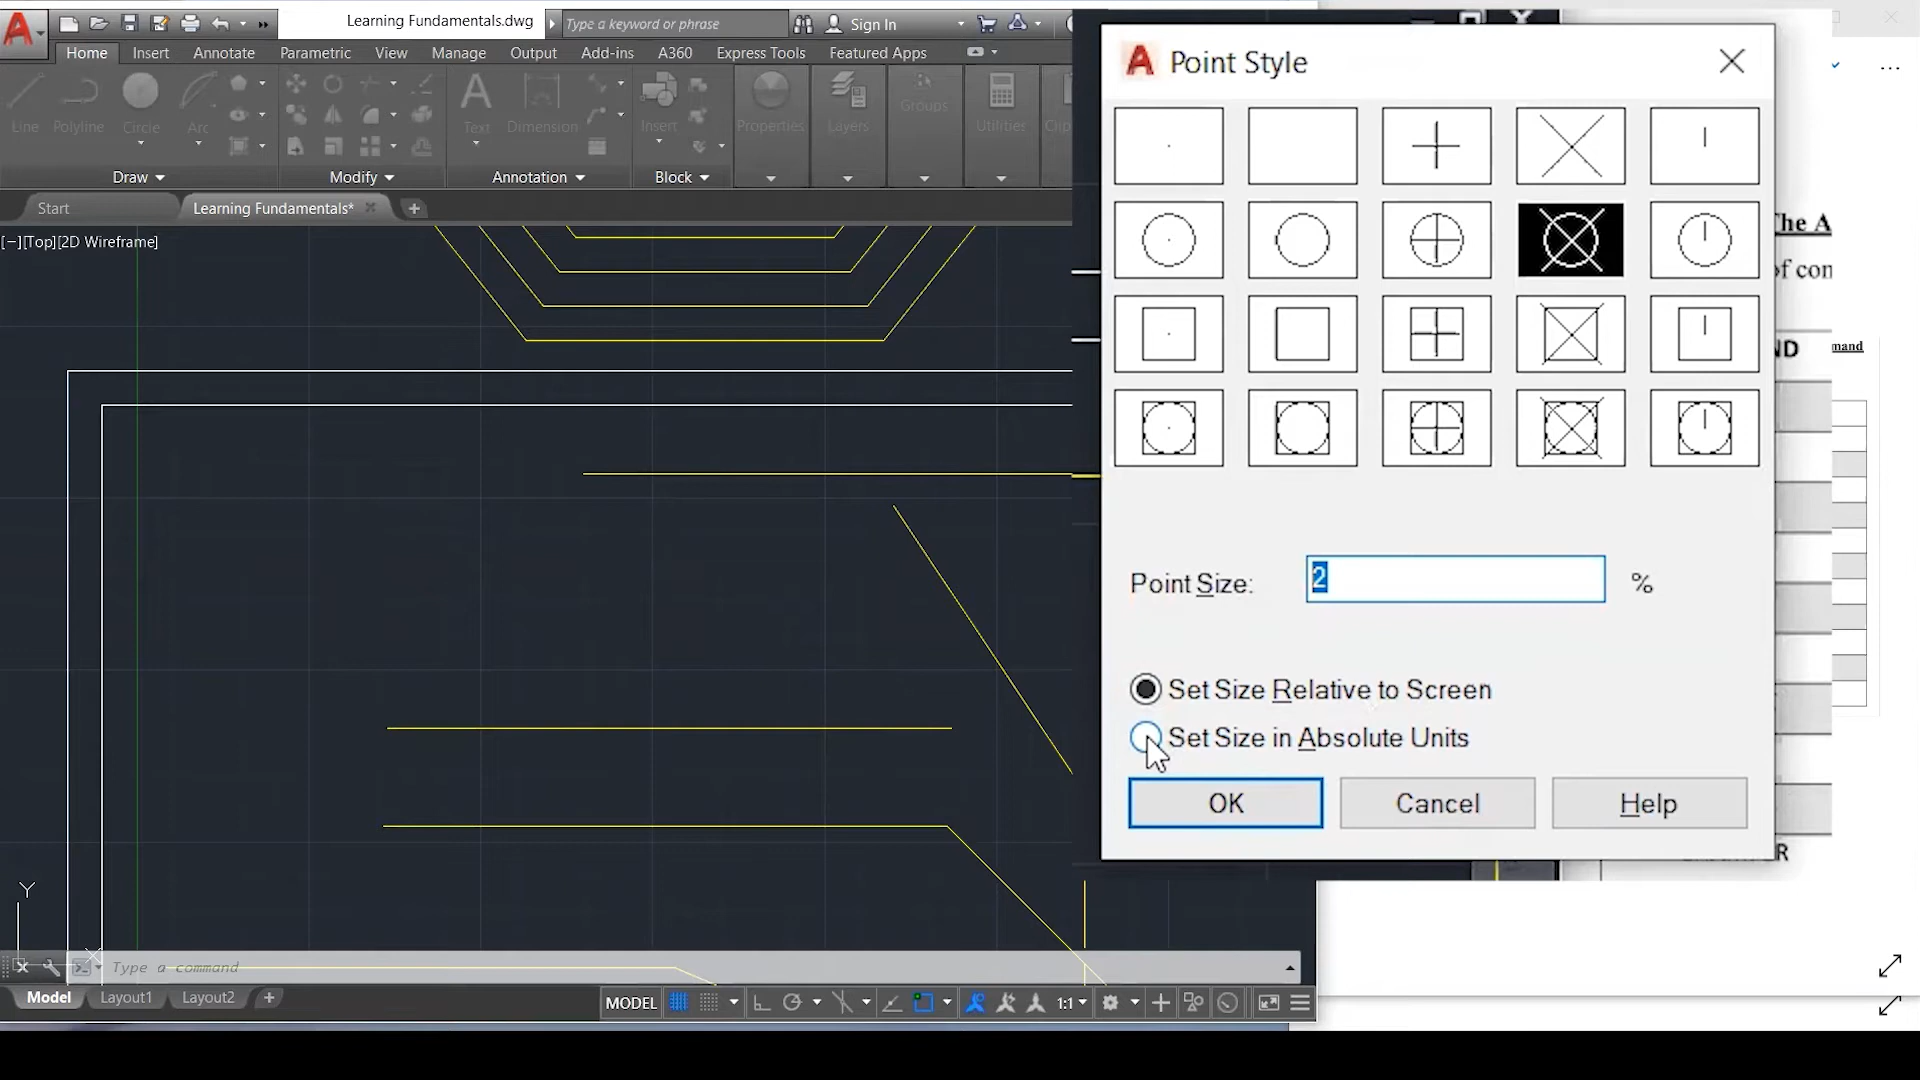 Learning Fundamentals.dwg
Type a keyword or phrase
Sign In
Home Insert Annotate Parametric View Manage Output Add-ins A360 Express Tools Featured Apps
Line Polyline Circle Arc Text Dimension Insert Properties Layers Groups Utilities
Draw Modify Annotation Block
Start Learning Fundamentals*
[−][Top][2D Wireframe]
Point Style
Point Size: 2 %
Set Size Relative to Screen
Set Size in Absolute Units
OK Cancel Help
of
mand
Y
X
Type a command
Model Layout1 Layout2 +
MODEL 1:1